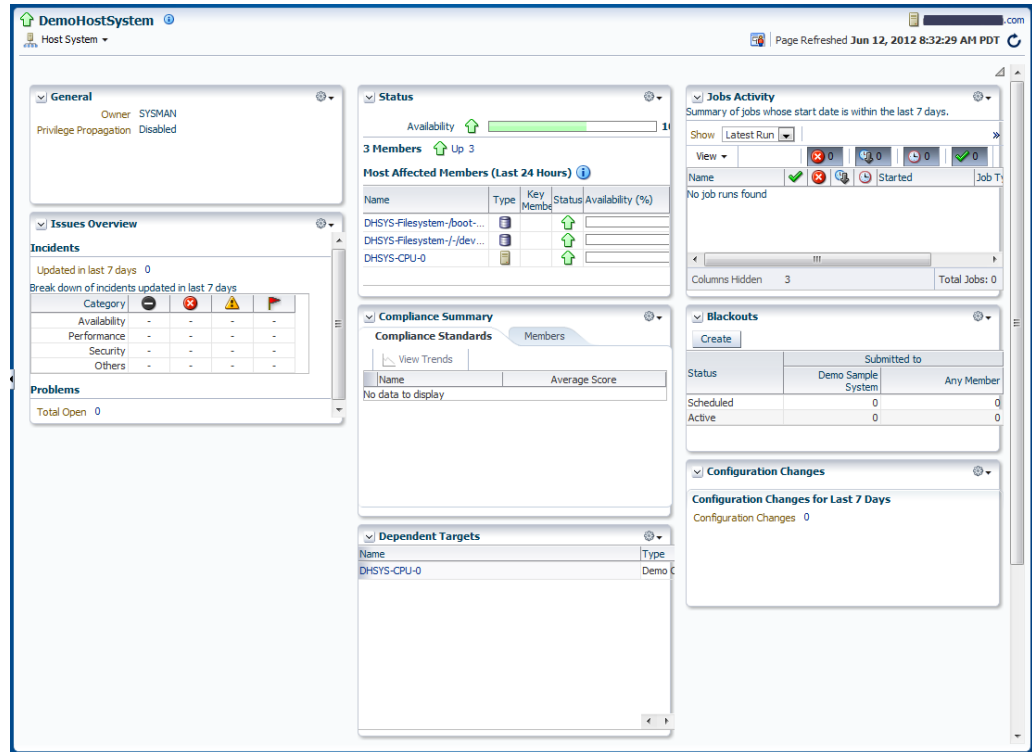 DemoHostSystem
.com
Host System
Page Refreshed Jun 12, 2012 8:32:29 AM PDT
General
Owner SYSMAN
Privilege Propagation Disabled
Issues Overview
Incidents
Updated in last 7 days 0
Break down of incidents updated in last 7 days
Category
Availability - - - -
Performance - - - -
Security - - - -
Others - - - -
Problems
Total Open 0
Status
Availability
3 Members Up 3
Most Affected Members (Last 24 Hours)
Name Type Key Membe Status Availability (%)
DHSYS-Filesystem-/boot-...
DHSYS-Filesystem-/-/dev...
DHSYS-CPU-0
Compliance Summary
Compliance Standards Members
View Trends
Name Average Score
No data to display
Dependent Targets
Name Type
DHSYS-CPU-0 Demo
Jobs Activity
Summary of jobs whose start date is within the last 7 days.
Show Latest Run »
View 0 0 0 0
Name Started Job
No job runs found
Columns Hidden 3 Total Jobs: 0
Blackouts
Create
Submitted to
Status Demo Sample System Any Member
Scheduled 0 0
Active 0 0
Configuration Changes
Configuration Changes for Last 7 Days
Configuration Changes 0